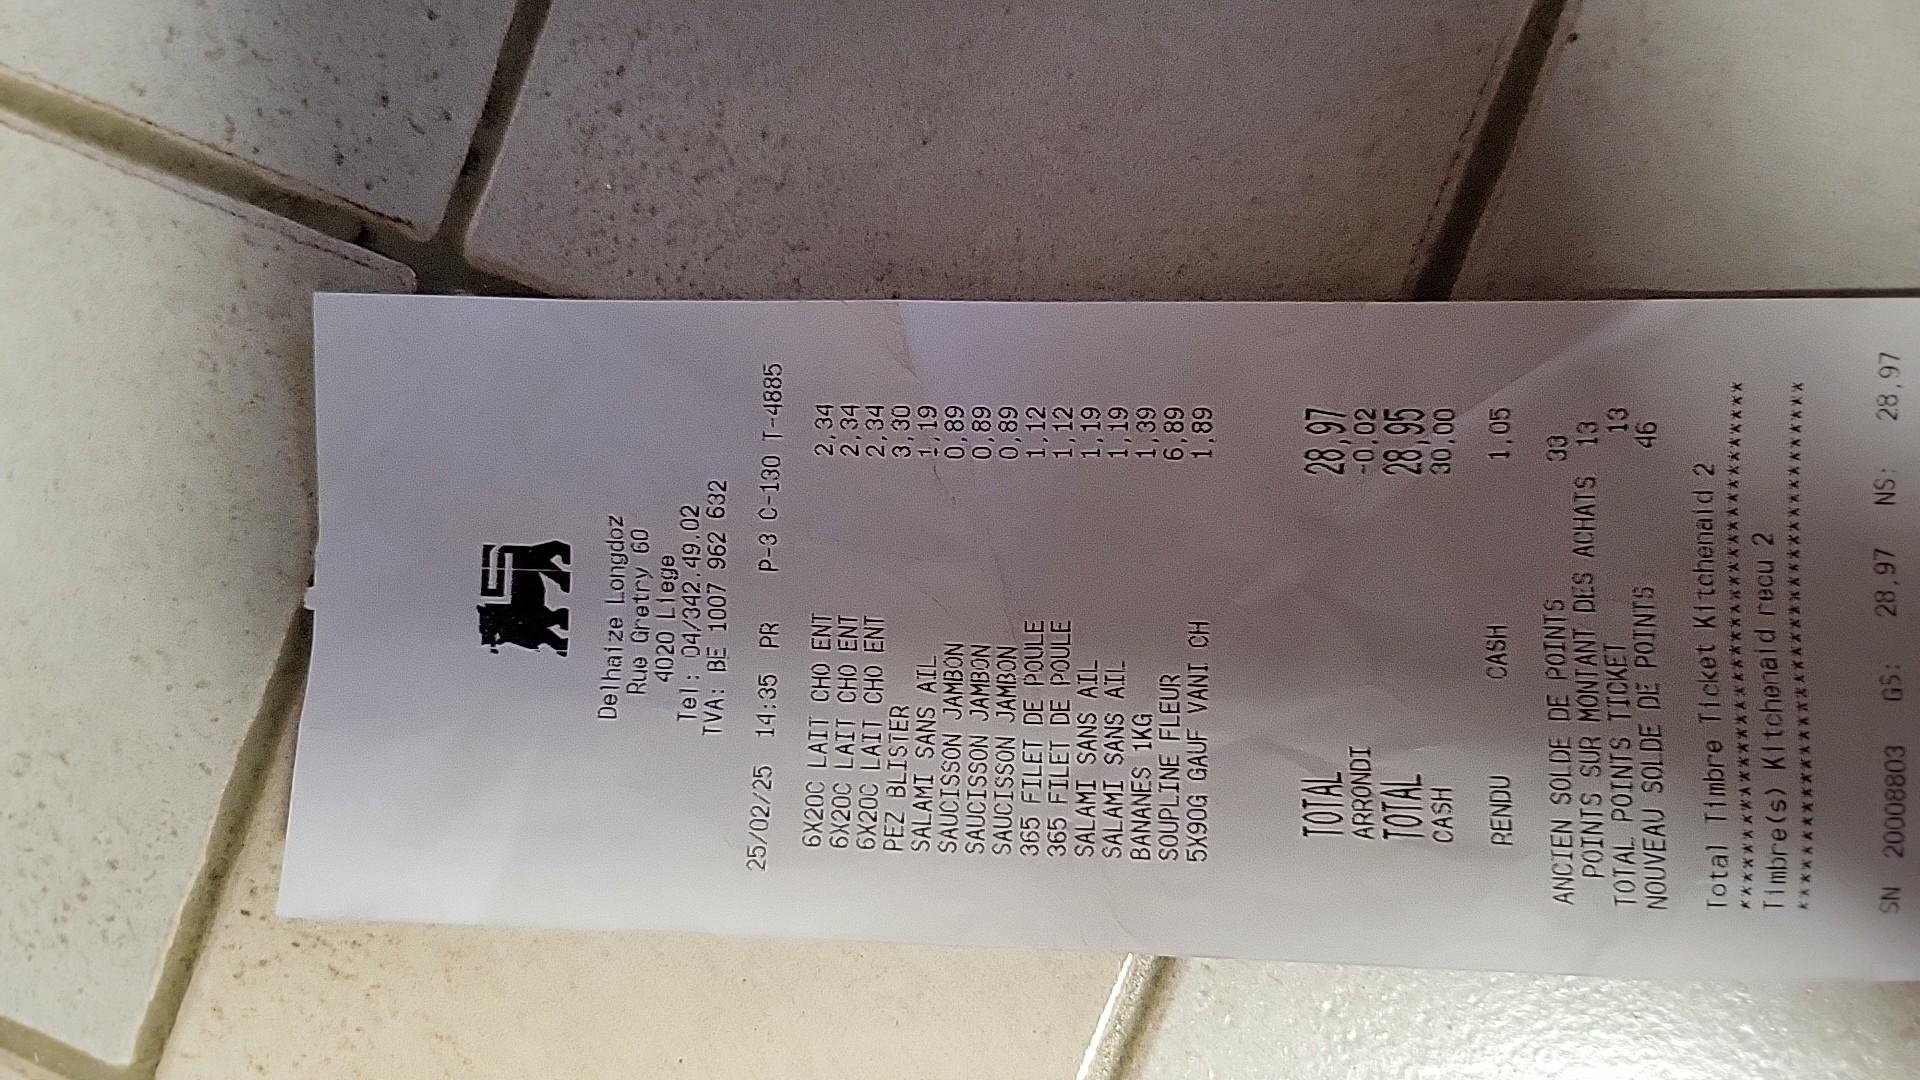 Delhaize Longdoz
Rue Gretry 60
4020 Liege
Tel: 04/342.49.02
TVA: BE 1007 962 632
25/02/25 14:35 PR P-3 C-130 T-4885
6X20C LAIT CHO ENT 2,34
6X20C LAIT CHO ENT 2,34
6X20C LAIT CHO ENT 2,34
PEZ BLISTER 3,30
SALAMI SANS AIL 1,19
SAUCISSON JAMBON 0,89
SAUCISSON JAMBON 0,89
SAUCISSON JAMBON 0,89
365 FILET DE POULE 1,12
365 FILET DE POULE 1,12
SALAMI SANS AIL 1,19
SALAMI SANS AIL 1,19
BANANES 1KG 1,39
SOUPLINE FLEUR 6,89
5X90G GAUF VANI CH 1,89
TOTAL 28,97
ARRONDI -0,02
TOTAL 28,95
CASH 30,00
RENDU CASH 1,05
ANCIEN SOLDE DE POINTS 33
POINTS SUR MONTANT DES ACHATS 13
TOTAL POINTS TICKET 13
NOUVEAU SOLDE DE POINTS 46
Total Timbre Ticket Kitchenaid 2
****************************************
Timbre(s) Kitchenaid recu 2
****************************************
SN 20008803 GS: 28,97 NS: 28,97